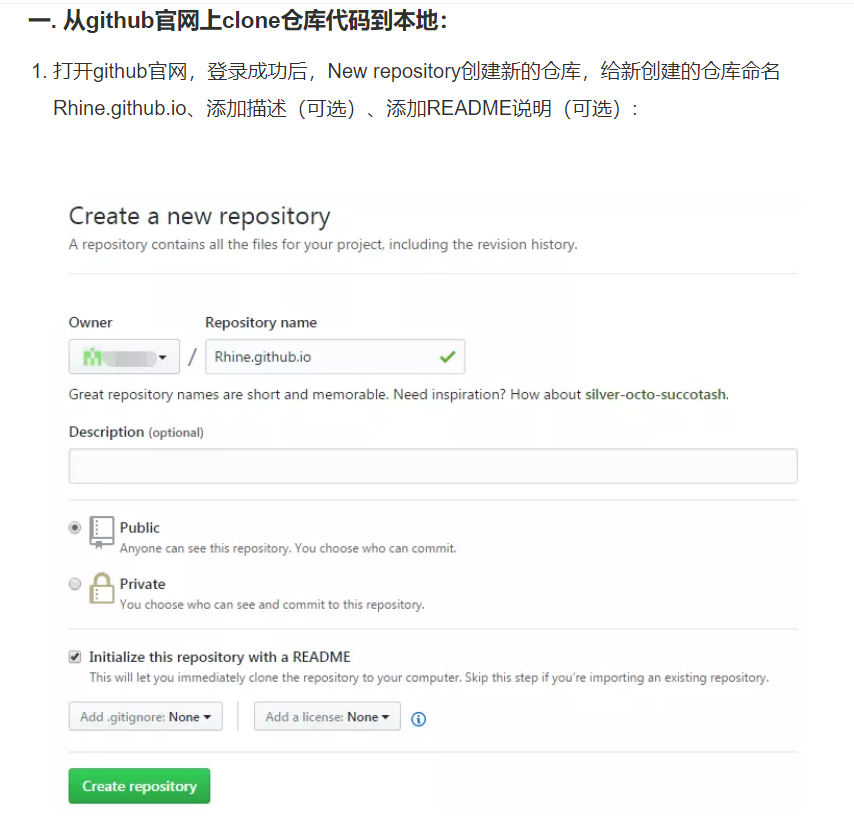 一. 从github官网上clone仓库代码到本地：
1. 打开github官网，登录成功后，New repository创建新的仓库，给新创建的仓库命名
Rhine.github.io、添加描述（可选）、添加README说明（可选）:
Create a new repository
A repository contains all the files for your project, including the revision history.
Owner Repository name
/ Rhine.github.io
Great repository names are short and memorable. Need inspiration? How about silver-octo-succotash.
Description (optional)
Public
Anyone can see this repository. You choose who can commit.
Private
You choose who can see and commit to this repository.
Initialize this repository with a README
This will let you immediately clone the repository to your computer. Skip this step if you're importing an existing repository.
Add .gitignore: None Add a license: None
Create repository